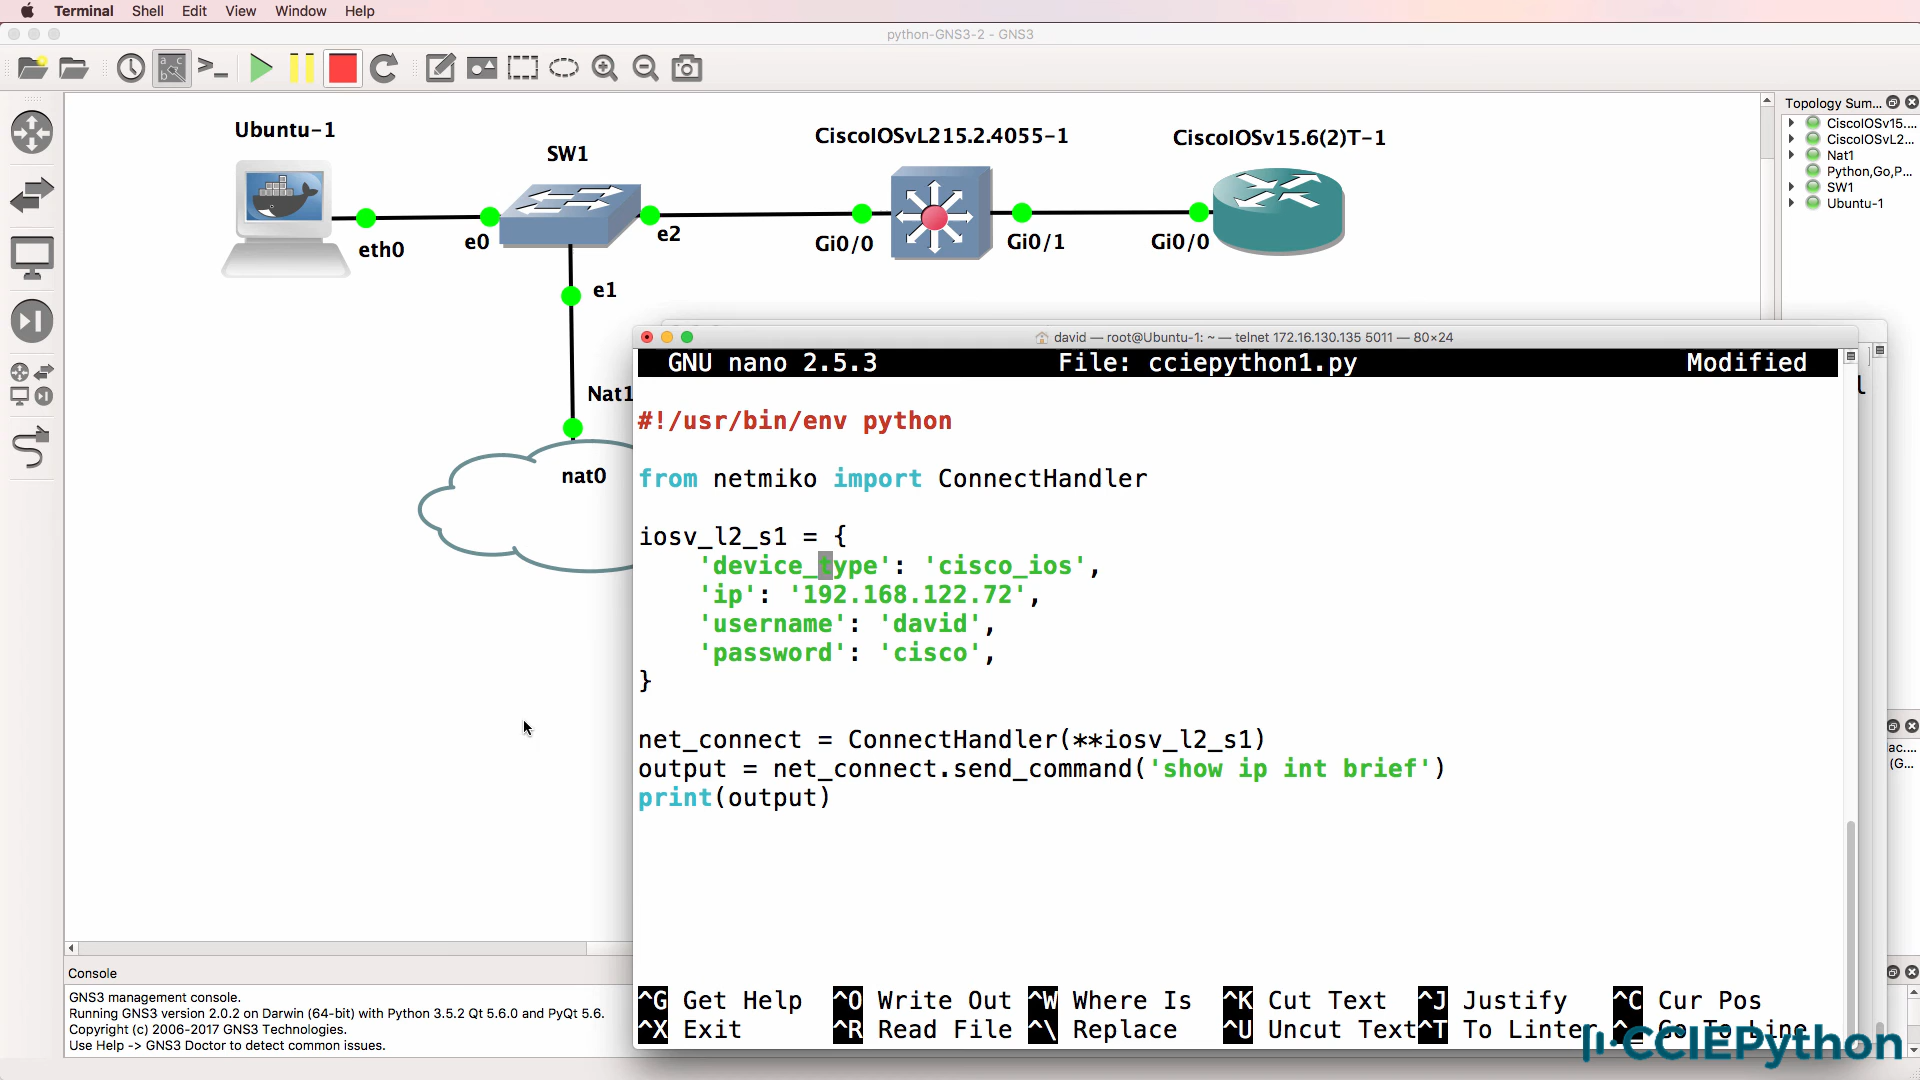 Terminal Shell Edit View Window Help
python-GNS3-2 - GNS3
Topology Sum...
CiscoIOSv15....
CiscoIOSvL2...
Nat1
Python,Go,P...
SW1
Ubuntu-1
Ubuntu-1
SW1
CiscoIOSvL215.2.4055-1
CiscoIOSv15.6(2)T-1
eth0
e0
e2
Gi0/0
Gi0/1
Gi0/0
e1
Nat1
nat0
david — root@Ubuntu-1: ~ — telnet 172.16.130.135 5011 — 80×24
GNU nano 2.5.3 File: cciepython1.py Modified
#!/usr/bin/env python
from netmiko import ConnectHandler
iosv_l2_s1 = {
'device_type': 'cisco_ios',
'ip': '192.168.122.72',
'username': 'david',
'password': 'cisco',
}
net_connect = ConnectHandler(**iosv_l2_s1)
output = net_connect.send_command('show ip int brief')
print(output)
^G Get Help ^O Write Out ^W Where Is ^K Cut Text ^J Justify ^C Cur Pos
^X Exit ^R Read File ^\ Replace ^U Uncut Text ^T To Linter ^_ Go To Line
ac....
(G...
Console
GNS3 management console.
Running GNS3 version 2.0.2 on Darwin (64-bit) with Python 3.5.2 Qt 5.6.0 and PyQt 5.6.
Copyright (c) 2006-2017 GNS3 Technologies.
Use Help -> GNS3 Doctor to detect common issues.
CCIEPython